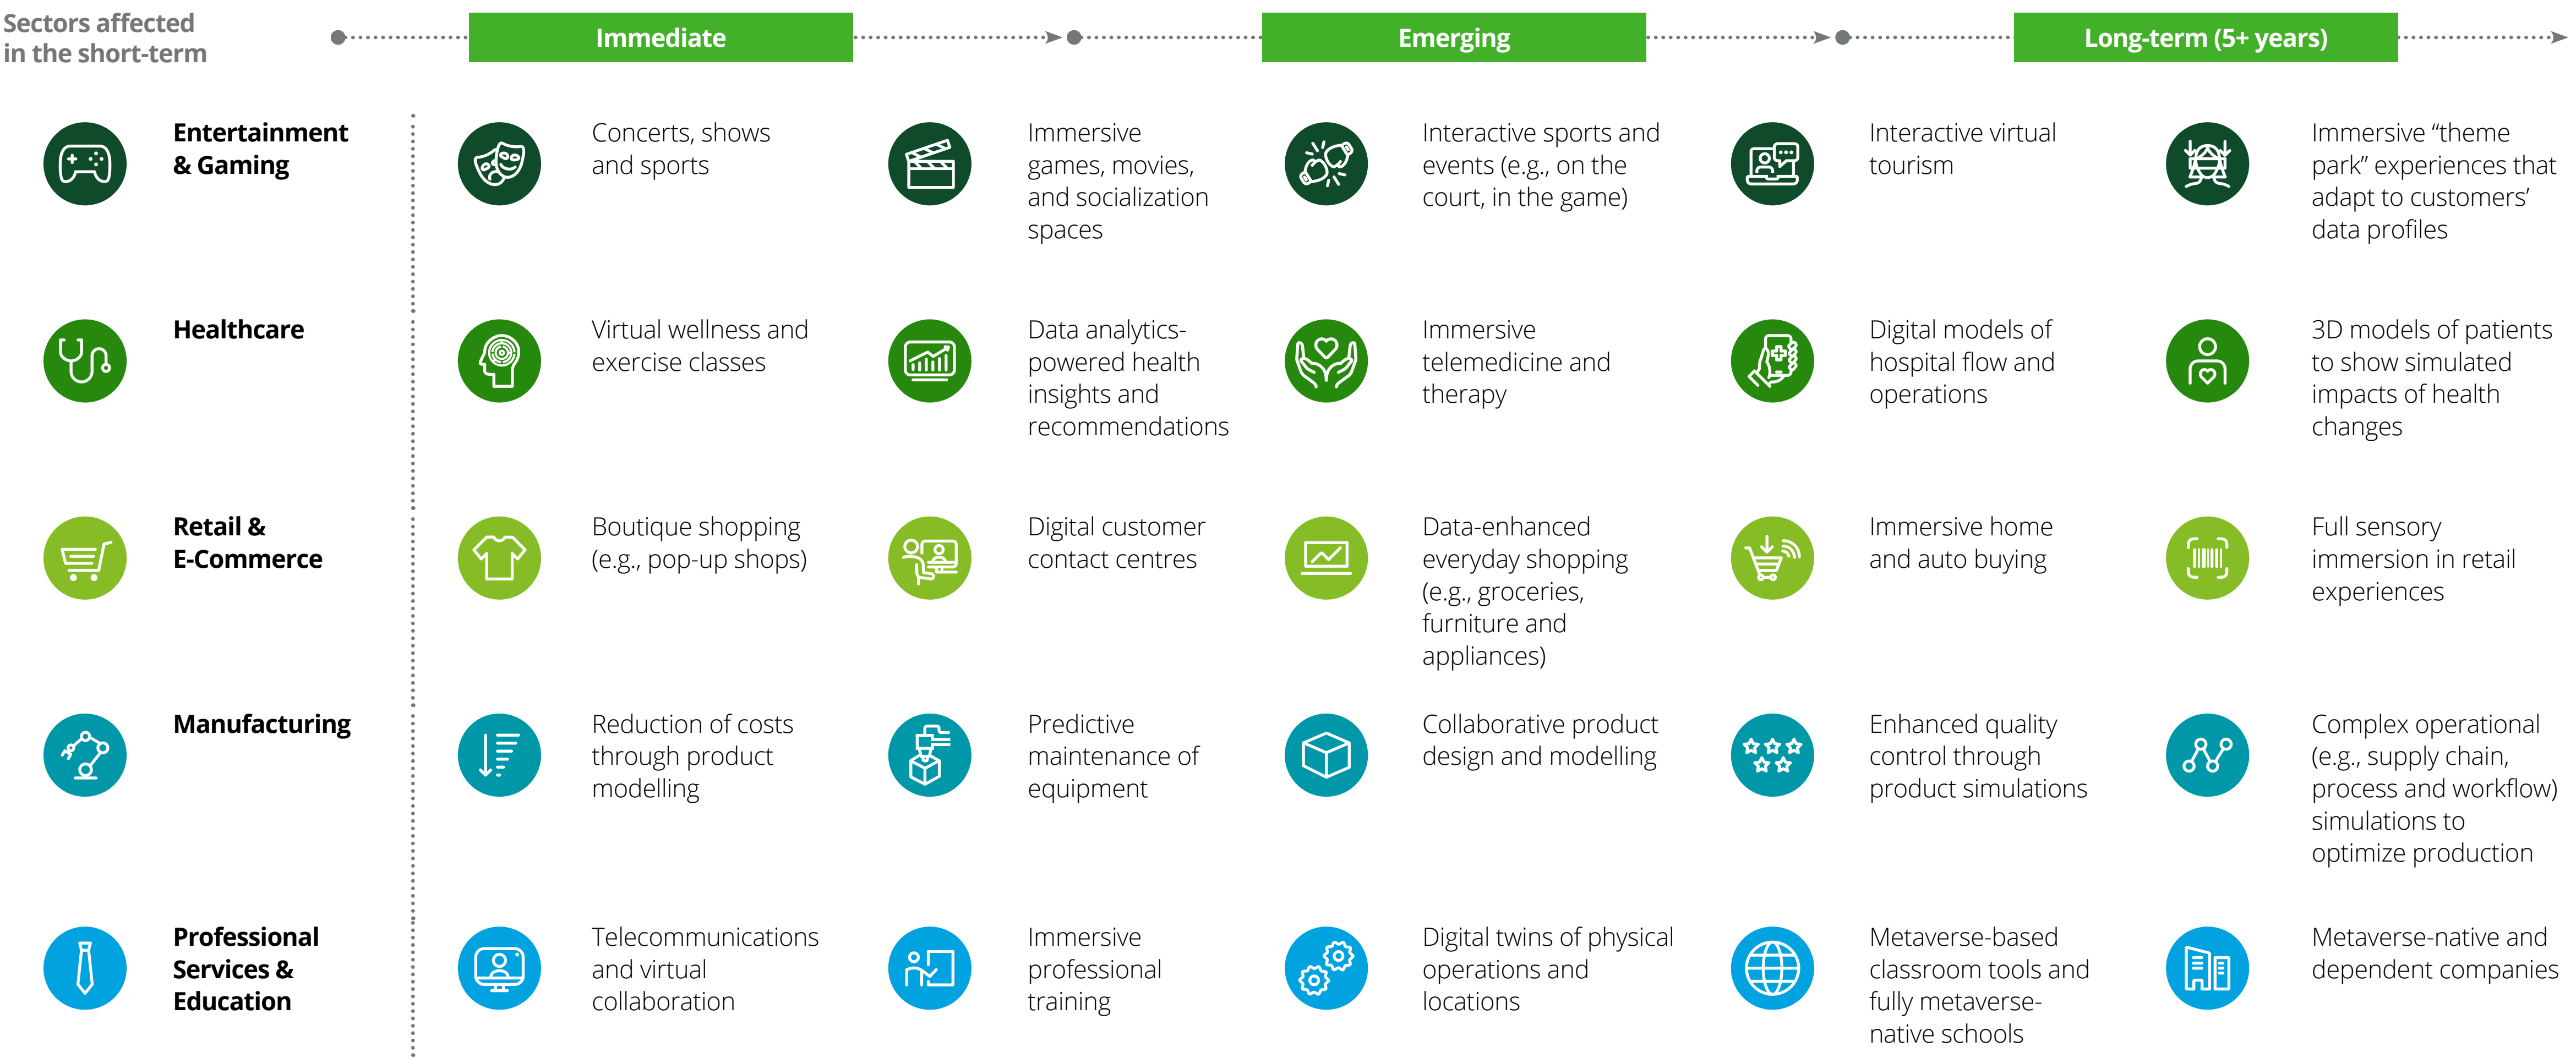 Sectors affected
in the short-term
Immediate
Emerging
Long-term (5+ years)
Entertainment
& Gaming
Concerts, shows
and sports
Immersive
games, movies,
and socialization
spaces
Interactive sports and
events (e.g., on the
court, in the game)
Interactive virtual
tourism
Immersive “theme
park” experiences that
adapt to customers’
data profiles
Healthcare
Virtual wellness and
exercise classes
Data analytics-
powered health
insights and
recommendations
Immersive
telemedicine and
therapy
Digital models of
hospital flow and
operations
3D models of patients
to show simulated
impacts of health
changes
Retail &
E-Commerce
Boutique shopping
(e.g., pop-up shops)
Digital customer
contact centres
Data-enhanced
everyday shopping
(e.g., groceries,
furniture and
appliances)
Immersive home
and auto buying
Full sensory
immersion in retail
experiences
Manufacturing
Reduction of costs
through product
modelling
Predictive
maintenance of
equipment
Collaborative product
design and modelling
Enhanced quality
control through
product simulations
Complex operational
(e.g., supply chain,
process and workflow)
simulations to
optimize production
Professional
Services &
Education
Telecommunications
and virtual
collaboration
Immersive
professional
training
Digital twins of physical
operations and
locations
Metaverse-based
classroom tools and
fully metaverse-
native schools
Metaverse-native and
dependent companies